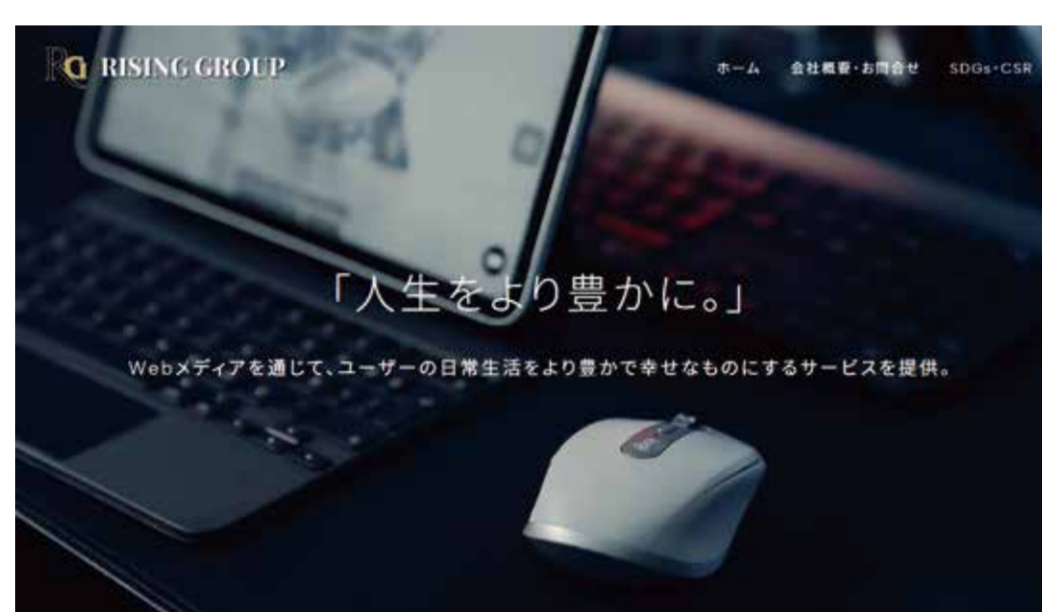 RISING GROUP
ホーム 会社概要・お問合せ SDGs・CSR
「人生をより豊かに。」
Webメディアを通じて、ユーザーの日常生活をより豊かで幸せなものにするサービスを提供。